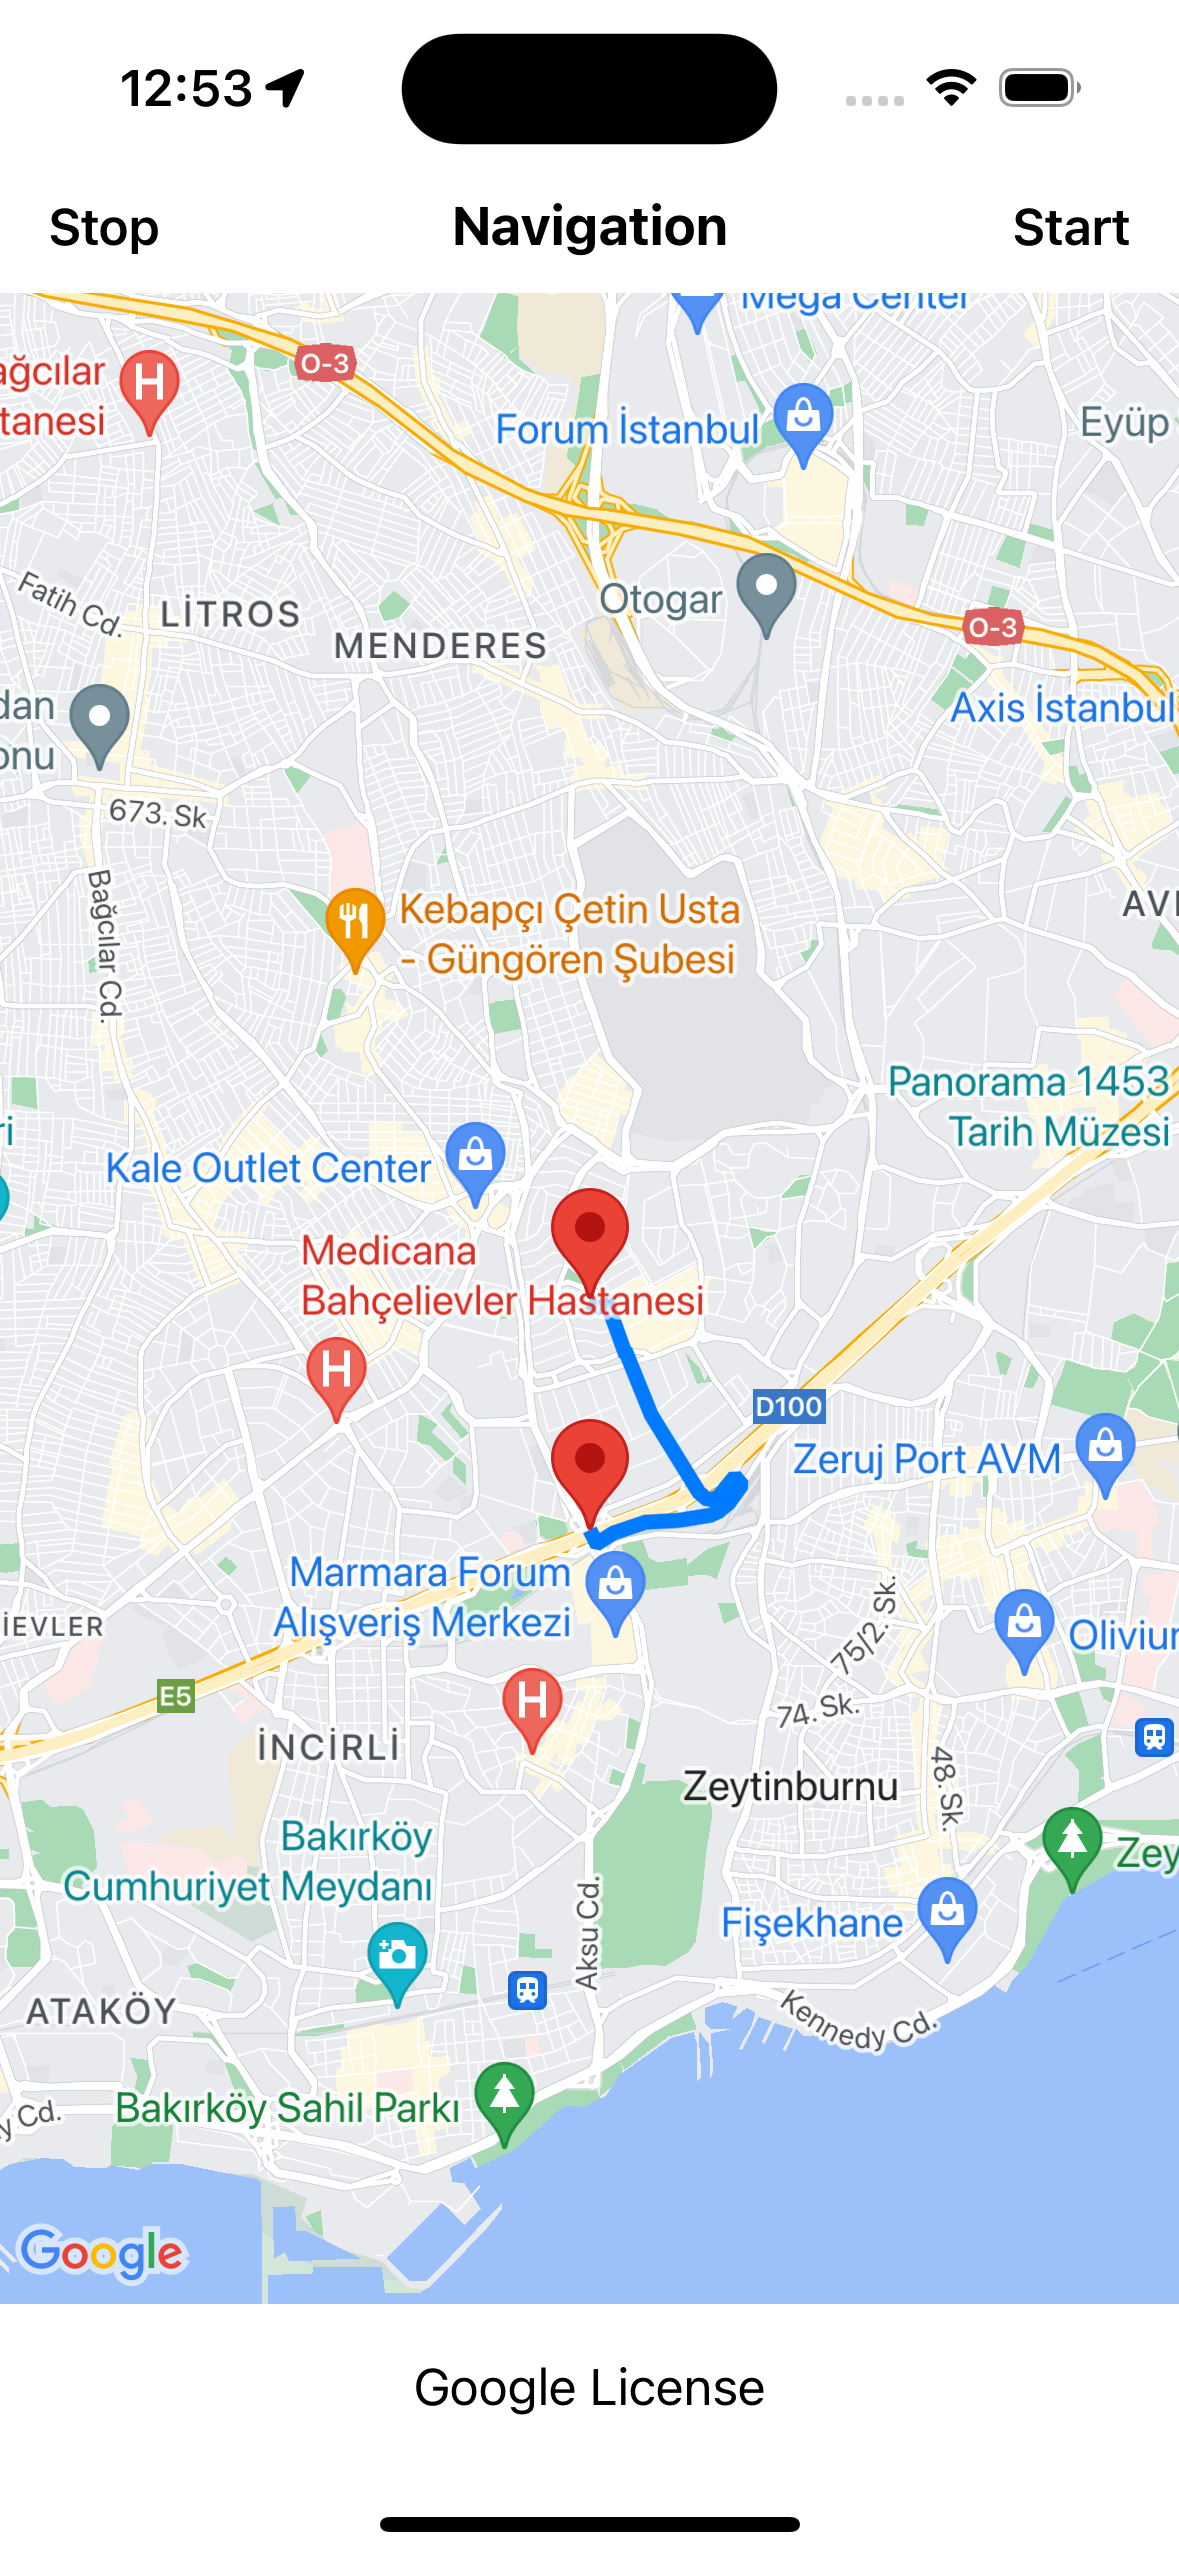 12:53
Stop
Navigation
Start
Mega Center
O-3
ağcılar
tanesi
H
Forum İstanbul
Eyüp
Fatih Cd.
LİTROS
MENDERES
Otogar
O-3
dan
onu
Axis İstanbul
673. Sk
Bağcılar Cd.
Kebapçı Çetin Usta
- Güngören Şubesi
AVI
Panorama 1453
Tarih Müzesi
ri
Kale Outlet Center
Medicana
Bahçelievler Hastanesi
H
D100
Zeruj Port AVM
Marmara Forum
Alışveriş Merkezi
75/2. Sk.
İEVLER
Oliviur
E5
H
74. Sk.
İNCİRLİ
48. Sk.
Zeytinburnu
Bakırköy
Cumhuriyet Meydanı
Zey
Aksu Cd.
Fişekhane
ATAKÖY
Kennedy Cd.
Bakırköy Sahil Parkı
y Cd.
Google
Google License